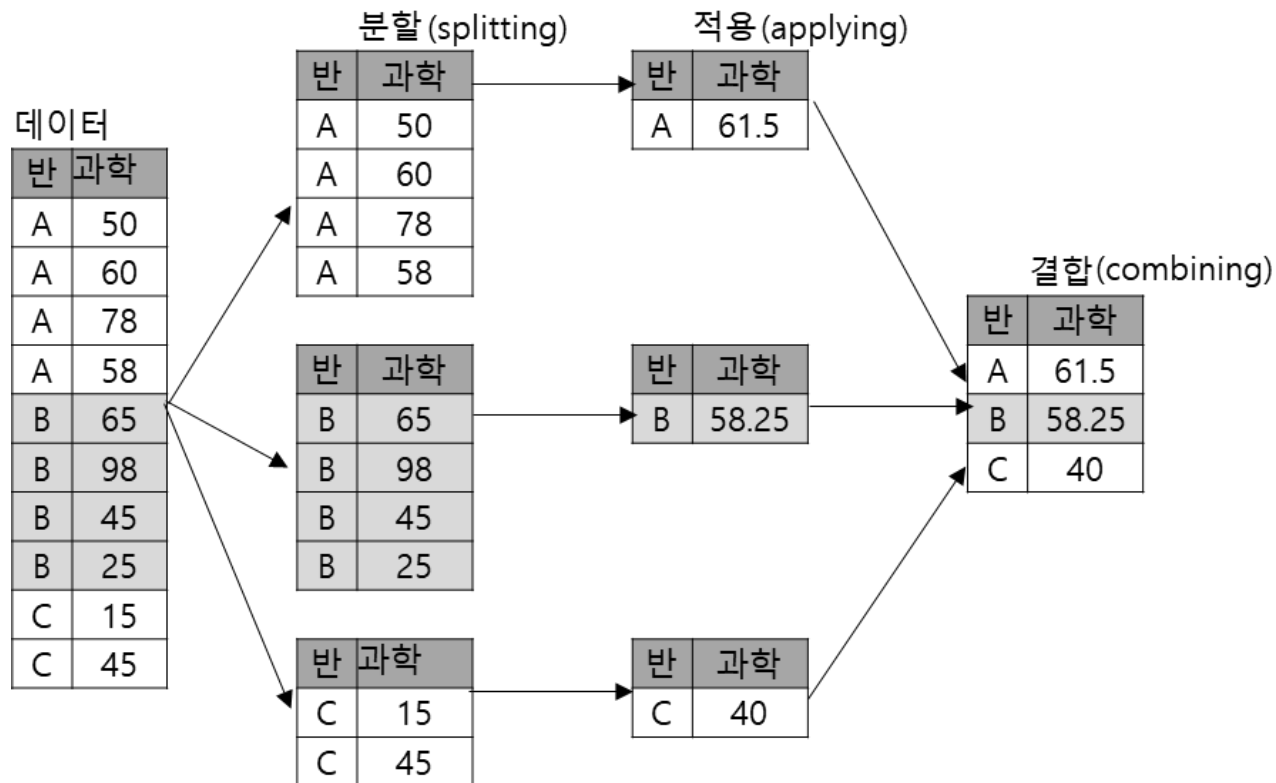 분할(splitting)
적용(applying)
데이터
반 과학
A 50
A 60
A 78
A 58
B 65
B 98
B 45
B 25
C 15
C 45
반 과학
A 50
A 60
A 78
A 58
반 과학
B 65
B 98
B 45
B 25
반 과학
C 15
C 45
반 과학
A 61.5
반 과학
B 58.25
반 과학
C 40
결합(combining)
반 과학
A 61.5
B 58.25
C 40